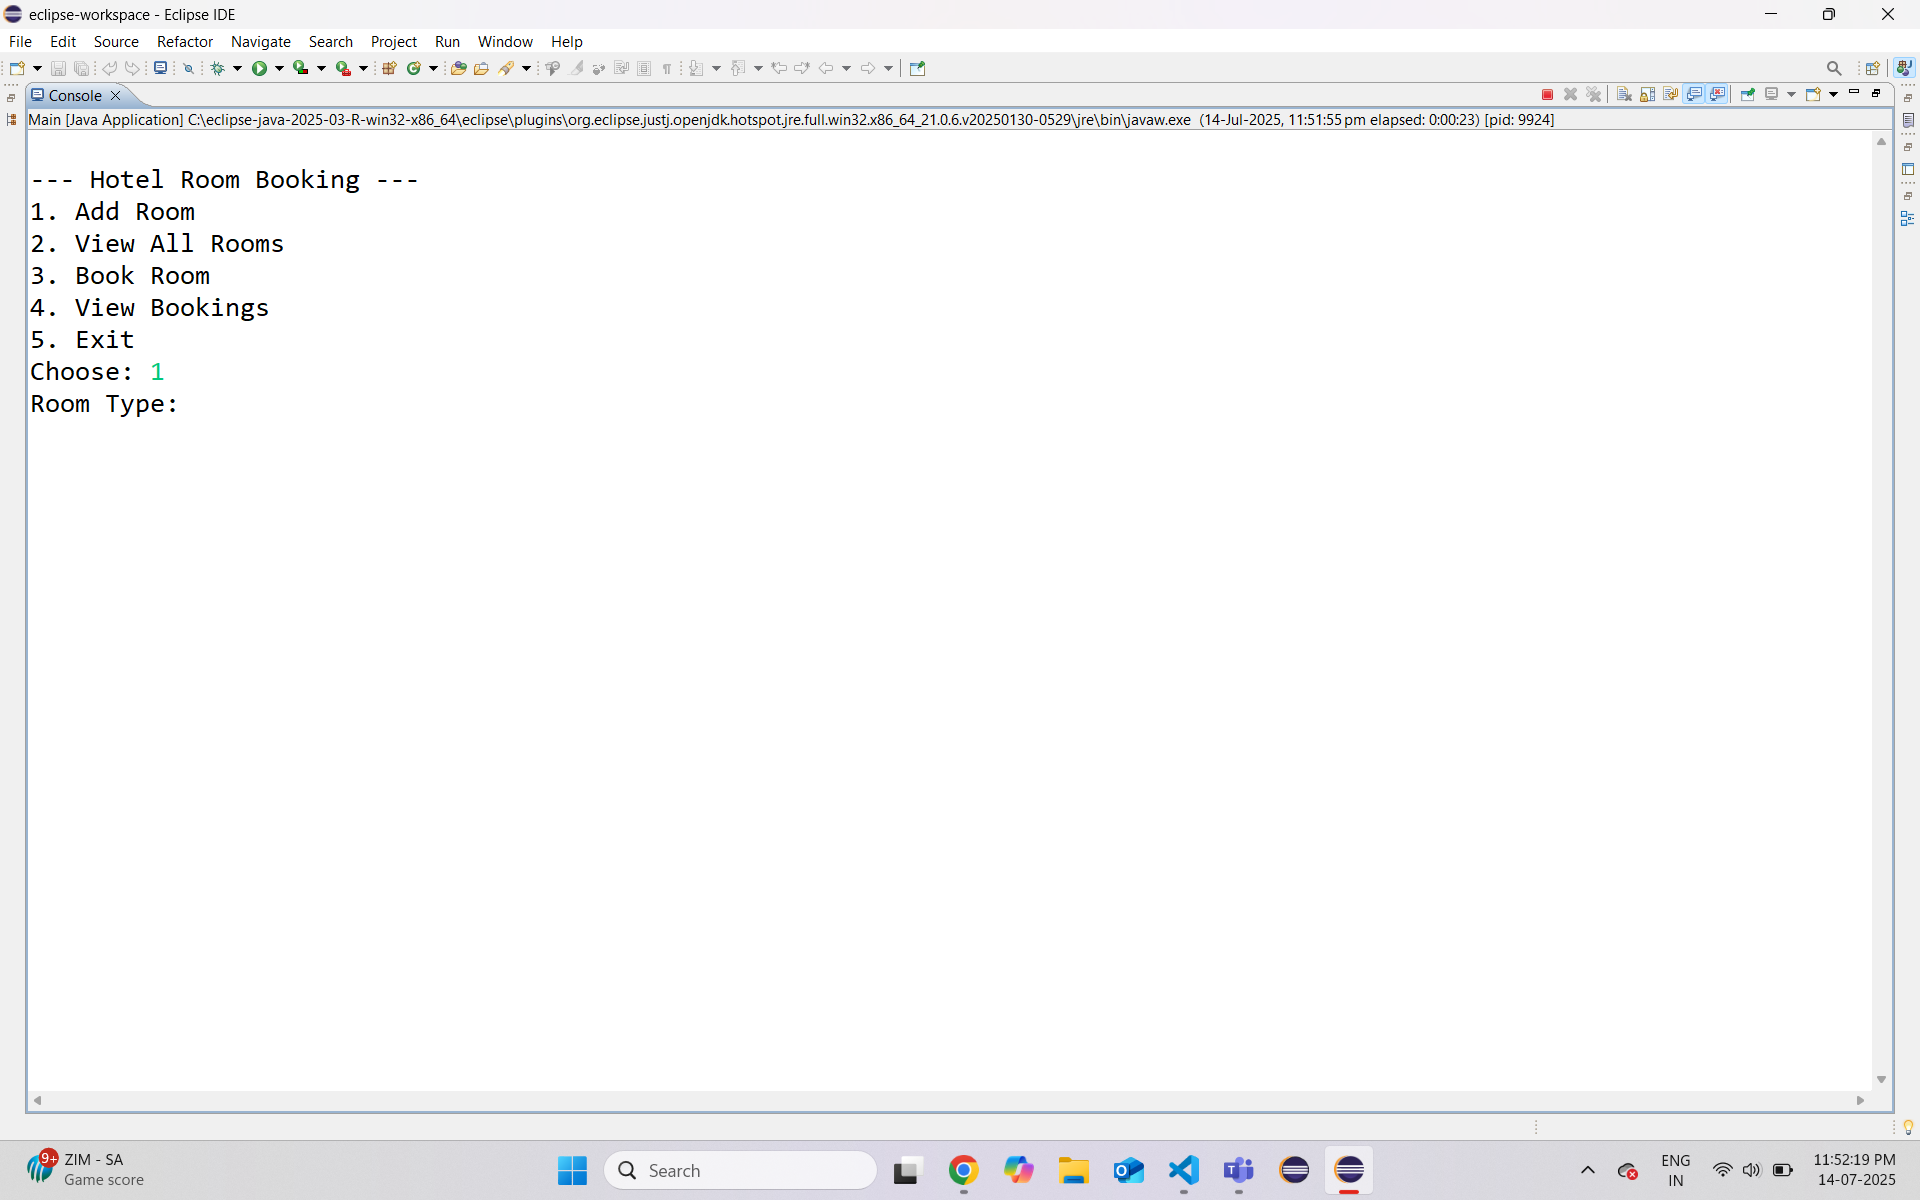 eclipse-workspace - Eclipse IDE
File Edit Source Refactor Navigate Search Project Run Window Help
Console
Main [Java Application] C:\eclipse-java-2025-03-R-win32-x86_64\eclipse\plugins\org.eclipse.justj.openjdk.hotspot.jre.full.win32.x86_64_21.0.6.v20250130-0529\jre\bin\javaw.exe (14-Jul-2025, 11:51:55 pm elapsed: 0:00:23) [pid: 9924]
--- Hotel Room Booking ---
1. Add Room
2. View All Rooms
3. Book Room
4. View Bookings
5. Exit
Choose: 1
Room Type:
9+
ZIM - SA
Game score
Search
ENG
IN
11:52:19 PM
14-07-2025